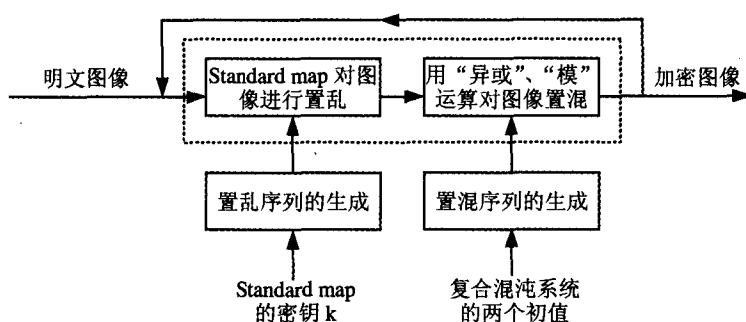 明文图像
Standard map 对图
像进行置乱
用“异或”、“模”
运算对图像置混
加密图像
置乱序列的生成
置混序列的生成
Standard map
的密钥 k
复合混沌系统
的两个初值